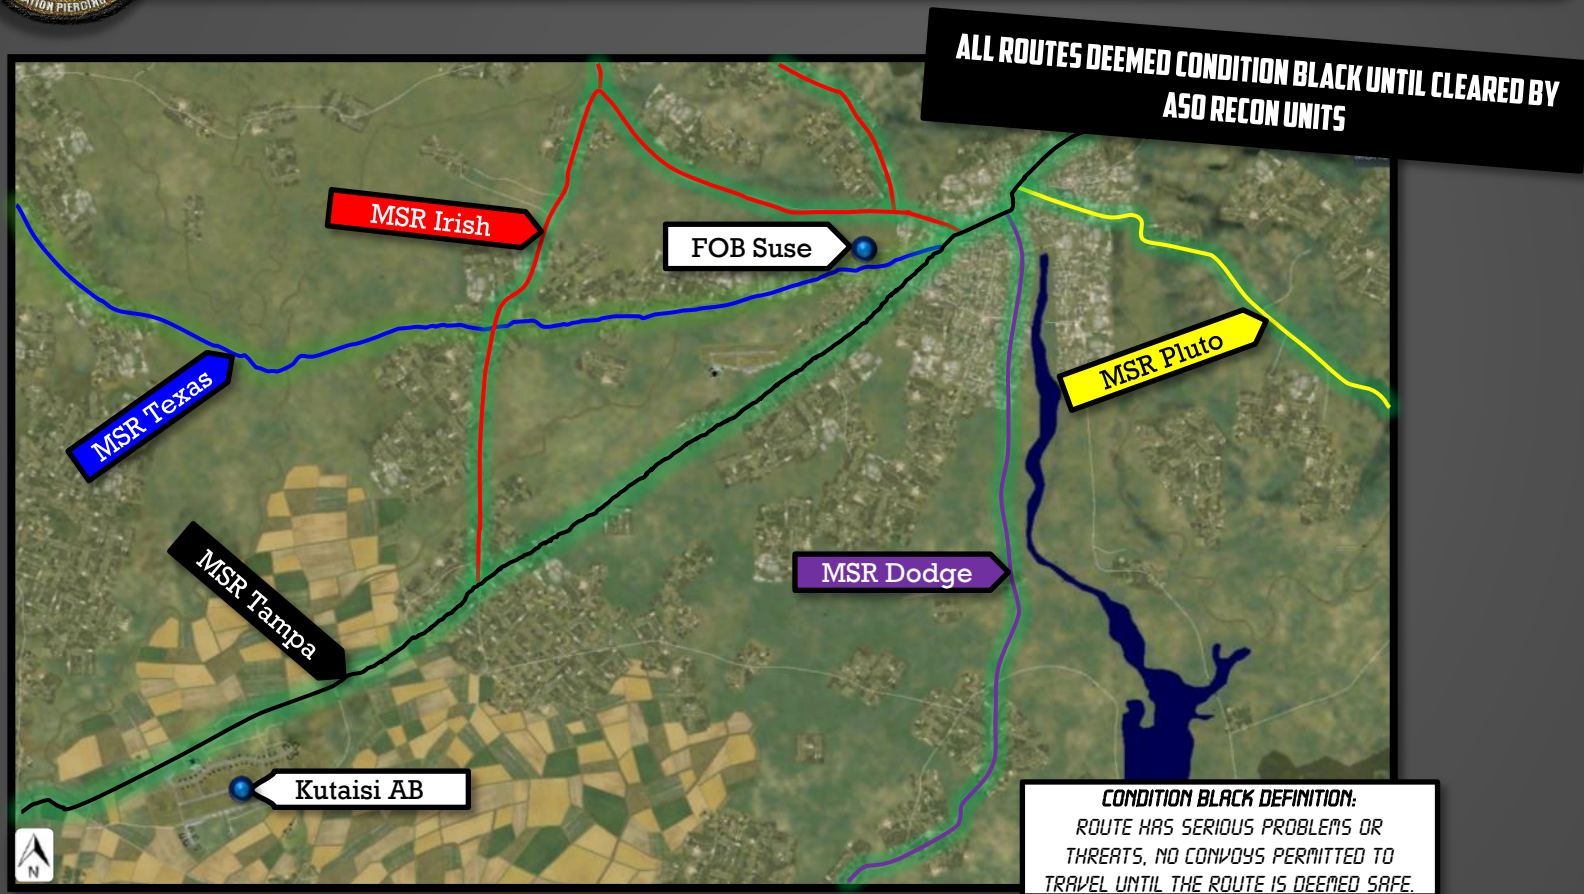 ATION PIERCING
ALL ROUTES DEEMED CONDITION BLACK UNTIL CLEARED BY
ASO RECON UNITS
MSR Irish
FOB Suse
MSR Pluto
MSR Texas
MSR Tampa
MSR Dodge
Kutaisi AB
N
CONDITION BLACK DEFINITION:
ROUTE HAS SERIOUS PROBLEMS OR
THREATS, NO CONVOYS PERMITTED TO
TRAVEL UNTIL THE ROUTE IS DEEMED SAFE.